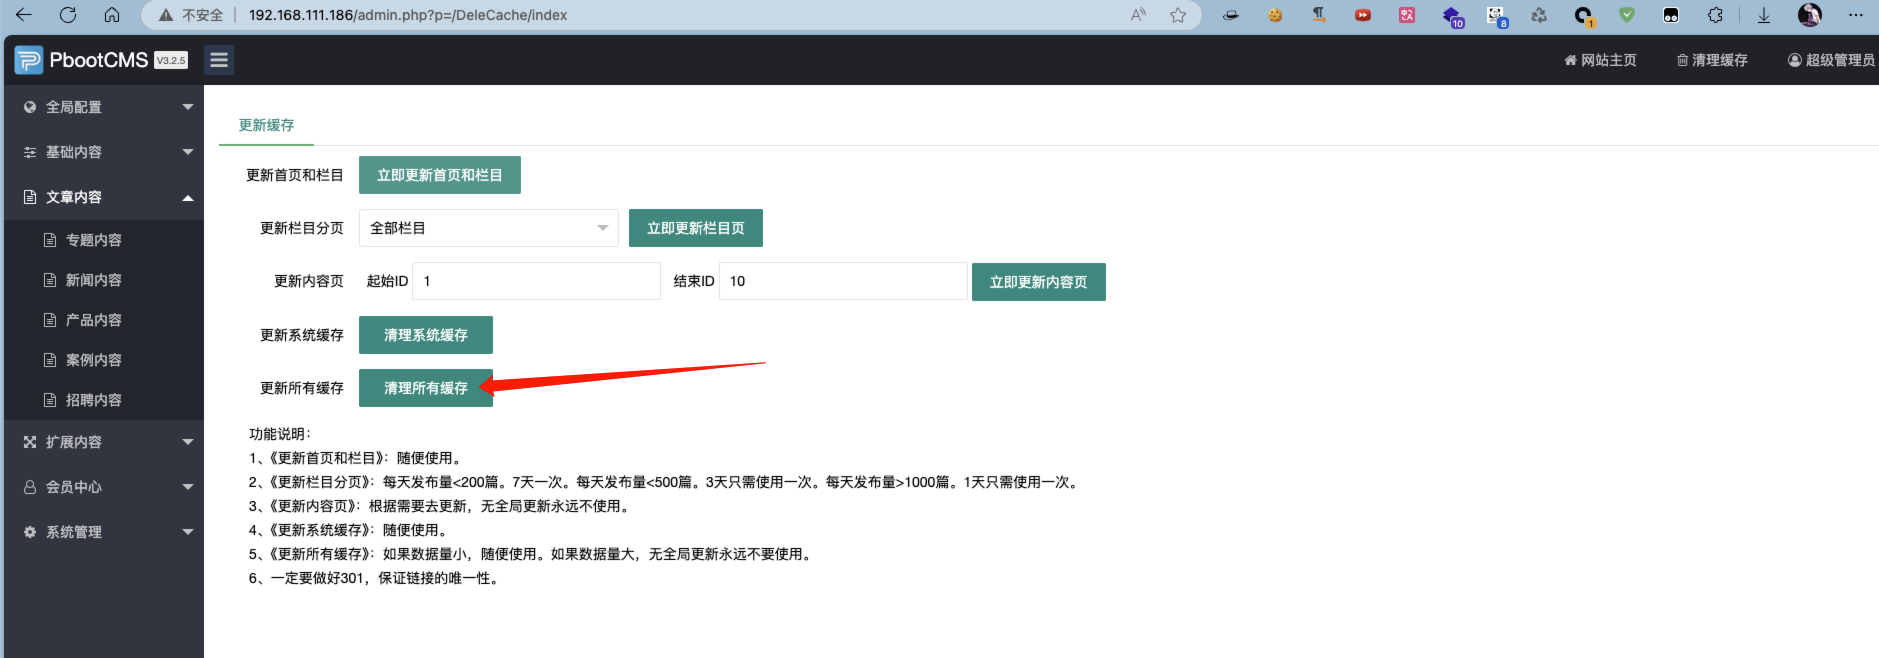 不安全 192.168.111.186/admin.php?p=/DeleCache/index
10 8 1
PbootCMS V3.2.5 网站主页 清理缓存 超级管理员
全局配置
基础内容
文章内容
专题内容
新闻内容
产品内容
案例内容
招聘内容
扩展内容
会员中心
系统管理
更新缓存
更新首页和栏目 立即更新首页和栏目
更新栏目分页 全部栏目 立即更新栏目页
更新内容页 起始ID 1 结束ID 10 立即更新内容页
更新系统缓存 清理系统缓存
更新所有缓存 清理所有缓存
功能说明：
1、《更新首页和栏目》：随便使用。
2、《更新栏目分页》：每天发布量<200篇。7天一次。每天发布量<500篇。3天只需使用一次。每天发布量>1000篇。1天只需使用一次。
3、《更新内容页》：根据需要去更新，无全局更新永远不使用。
4、《更新系统缓存》：随便使用。
5、《更新所有缓存》：如果数据量小，随便使用。如果数据量大，无全局更新永远不要使用。
6、一定要做好301，保证链接的唯一性。